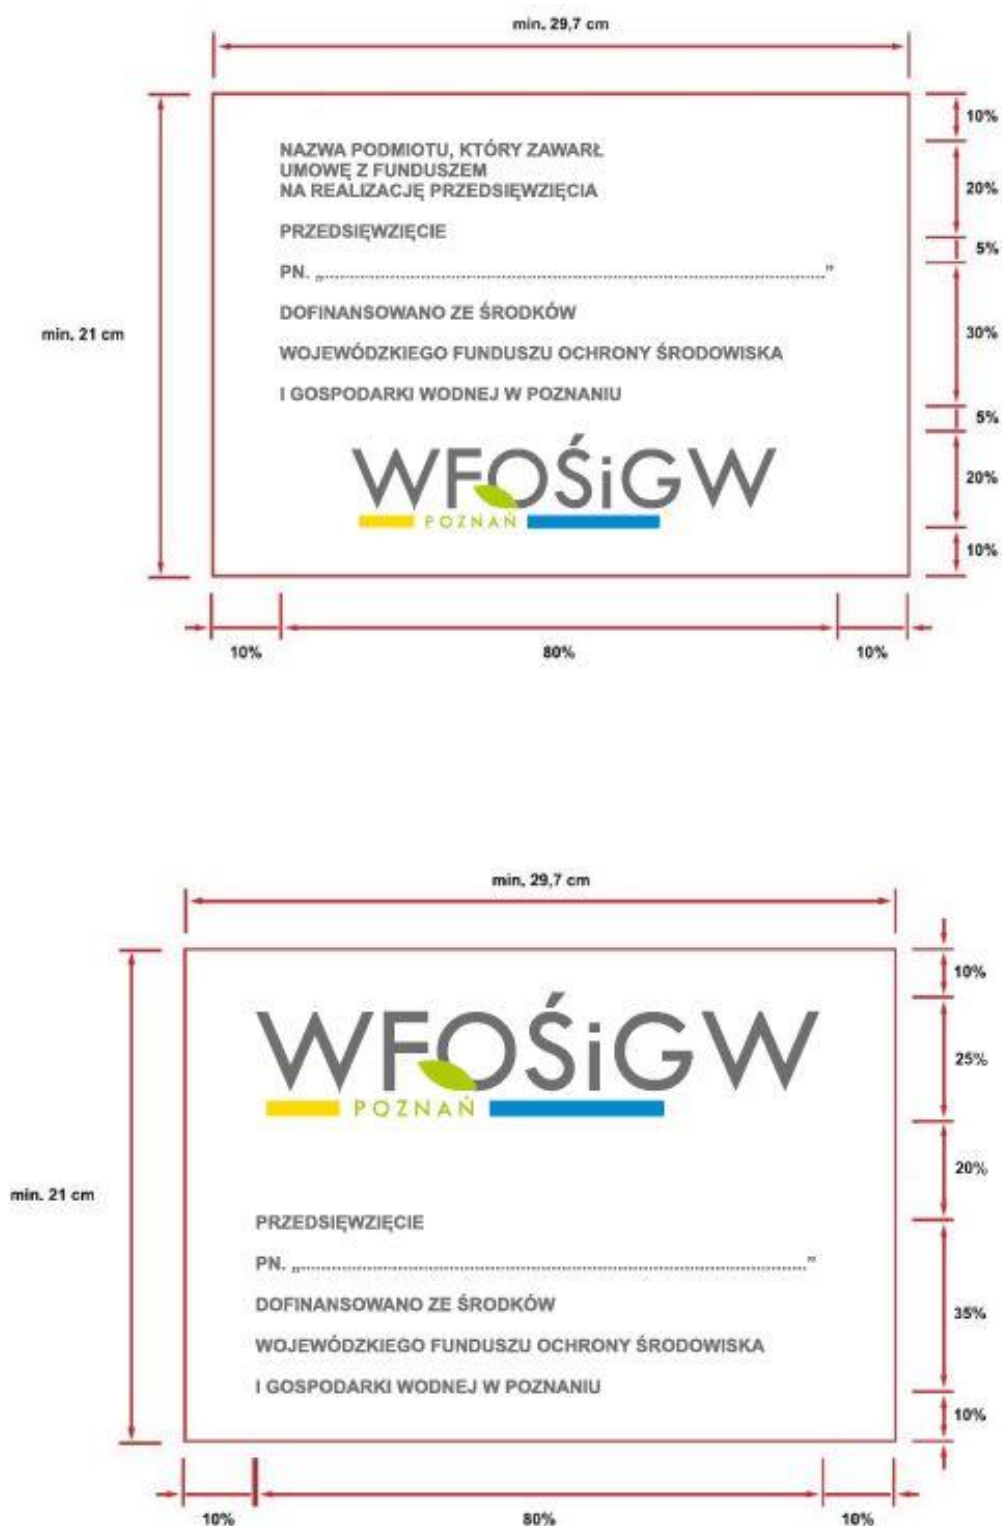 min. 29,7 cm
10%
NAZWA PODMIOTU, KTÓRY ZAWARŁ
UMOWĘ Z FUNDUSZEM
NA REALIZACJĘ PRZEDSIĘWZIĘCIA
20%
PRZEDSIĘWZIĘCIE
5%
PN. „......................................................................................”
DOFINANSOWANO ZE ŚRODKÓW
min. 21 cm
30%
WOJEWÓDZKIEGO FUNDUSZU OCHRONY ŚRODOWISKA
I GOSPODARKI WODNEJ W POZNANIU
5%
WFOŚiGW
20%
POZNAŃ
10%
10%
80%
10%
min. 29,7 cm
10%
WFOŚiGW
25%
POZNAŃ
20%
min. 21 cm
PRZEDSIĘWZIĘCIE
PN. „......................................................................................”
DOFINANSOWANO ZE ŚRODKÓW
35%
WOJEWÓDZKIEGO FUNDUSZU OCHRONY ŚRODOWISKA
I GOSPODARKI WODNEJ W POZNANIU
10%
10%
80%
10%